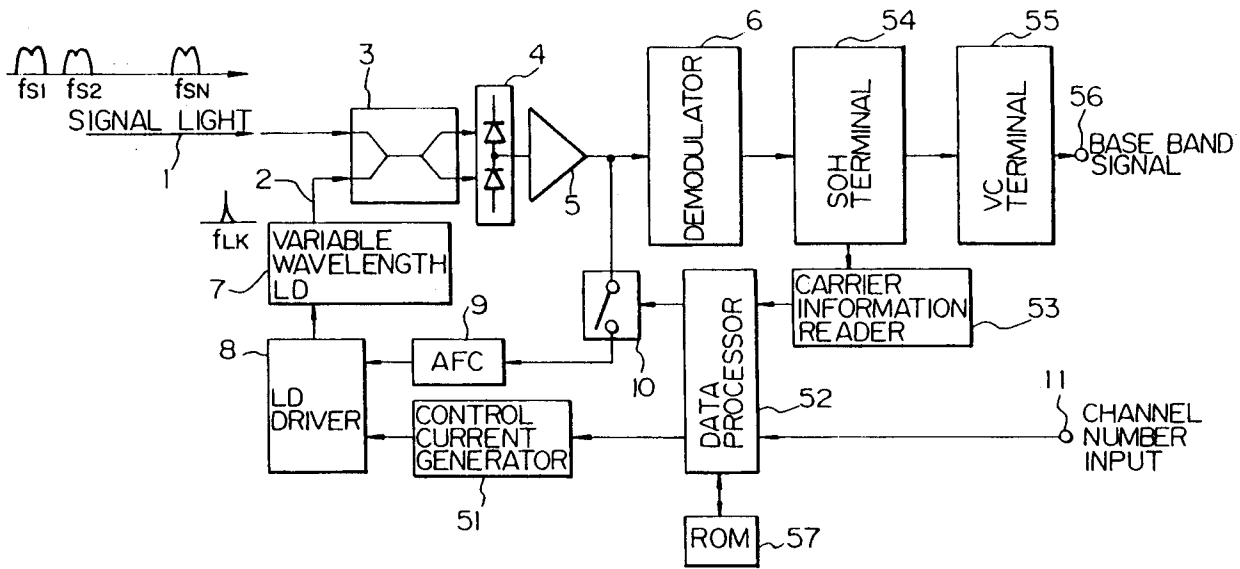 6
54
55
3
4
56
fS1 fS2 fSN
SIGNAL LIGHT
1
2
5
DEMODULATOR
SOH
TERMINAL
VC
TERMINAL
BASE BAND
SIGNAL
fLK
VARIABLE
WAVELENGTH
LD
7
9
8
AFC
10
LD
DRIVER
CONTROL
CURRENT
GENERATOR
51
DATA
PROCESSOR
52
CARRIER
INFORMATION
READER
53
11
CHANNEL
NUMBER
INPUT
ROM
57